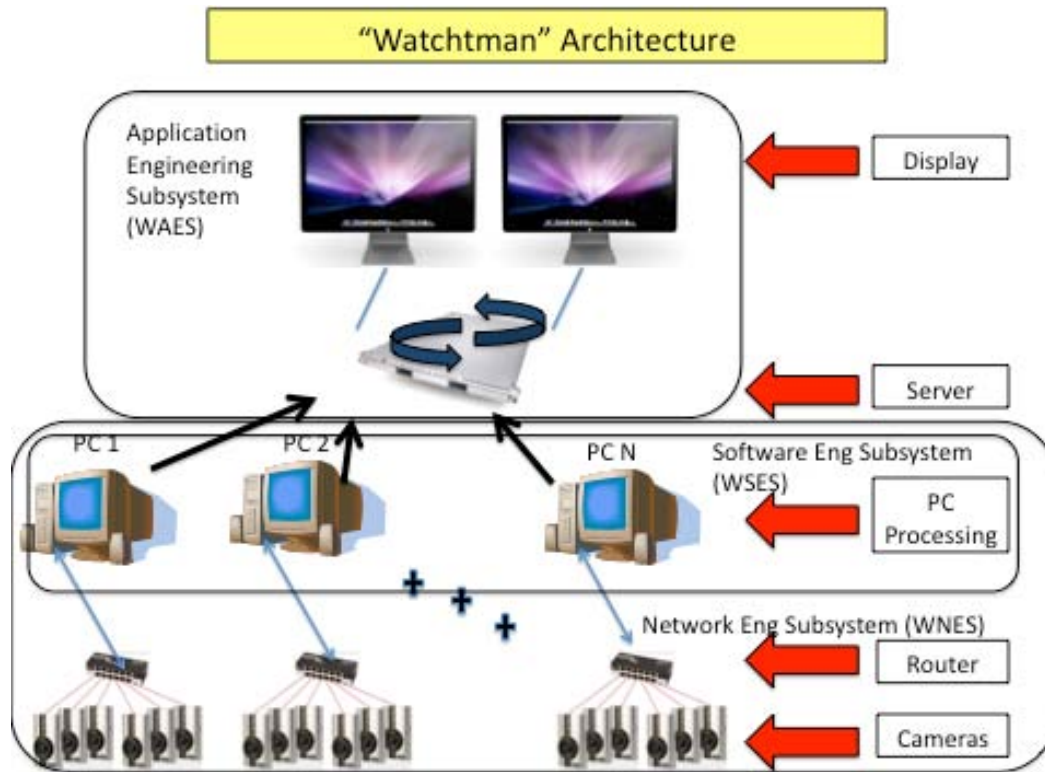 “Watchtman” Architecture
Application
Engineering
Subsystem
(WAES)
Display
Server
PC 1
PC 2
PC N
Software Eng Subsystem
(WSES)
PC
Processing
Network Eng Subsystem (WNES)
Router
Cameras